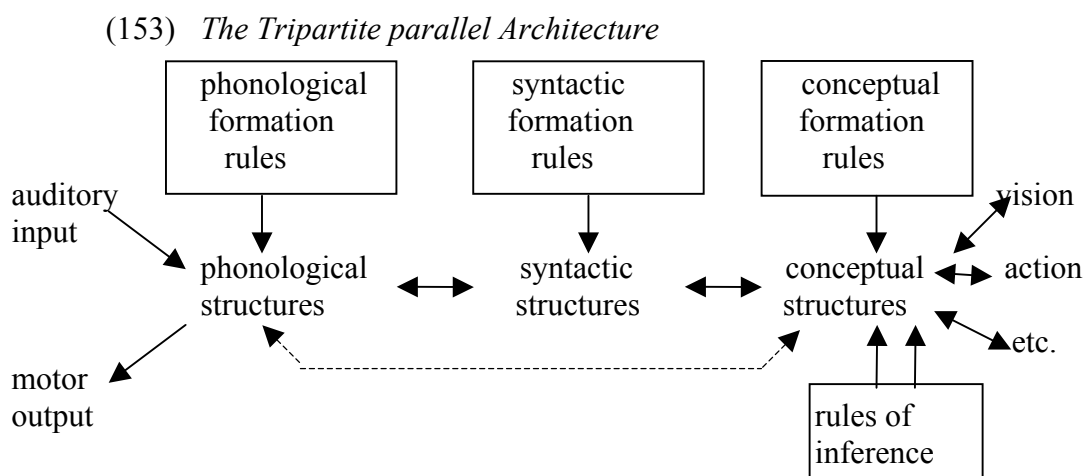 (153) The Tripartite parallel Architecture
phonological
formation
rules
syntactic
formation
rules
conceptual
formation
rules
auditory
input
phonological
structures
syntactic
structures
conceptual
structures
vision
action
etc.
motor
output
rules of
inference